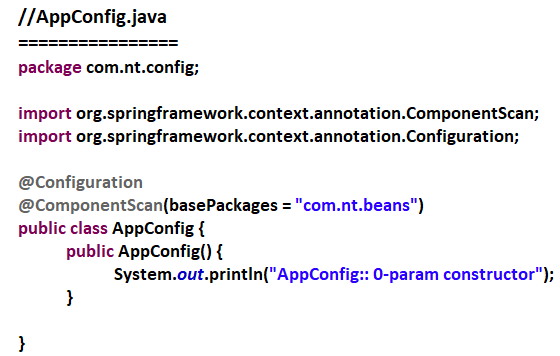 //AppConfig.java
================
package com.nt.config;
import org.springframework.context.annotation.ComponentScan;
import org.springframework.context.annotation.Configuration;
@Configuration
@ComponentScan(basePackages = "com.nt.beans")
public class AppConfig {
public AppConfig() {
System.out.println("AppConfig:: 0-param constructor");
}
}